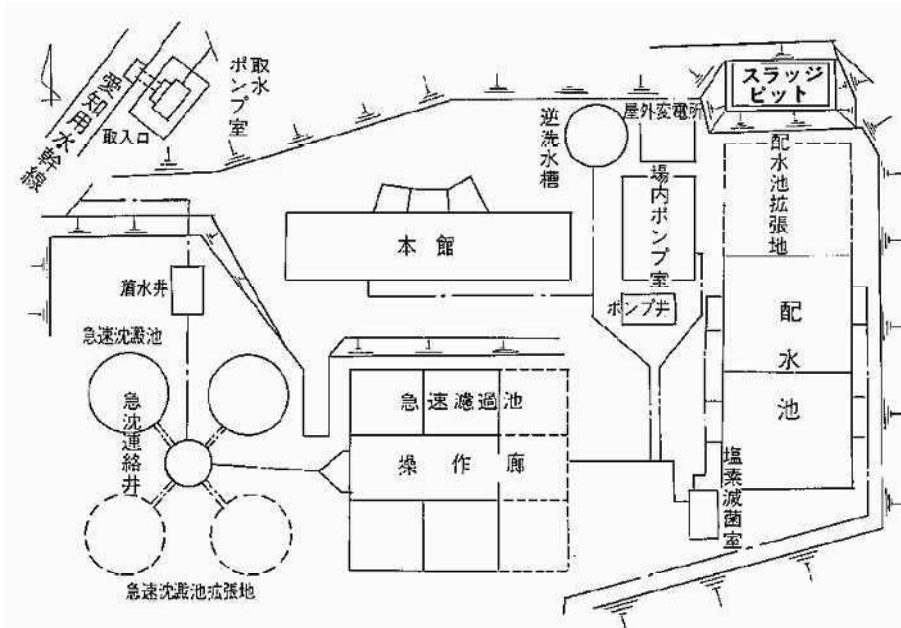 愛知用水幹線
取入口
取水
ポンプ室
逆洗水槽
屋外変電所
スラッジ
ピット
配水池拡張地
場内ポンプ室
本館
着水井
ポンプ井
配水池
急速沈澱池
急沈連絡井
急速濾過池
操作廊
塩素滅菌室
急速沈澱池拡張地